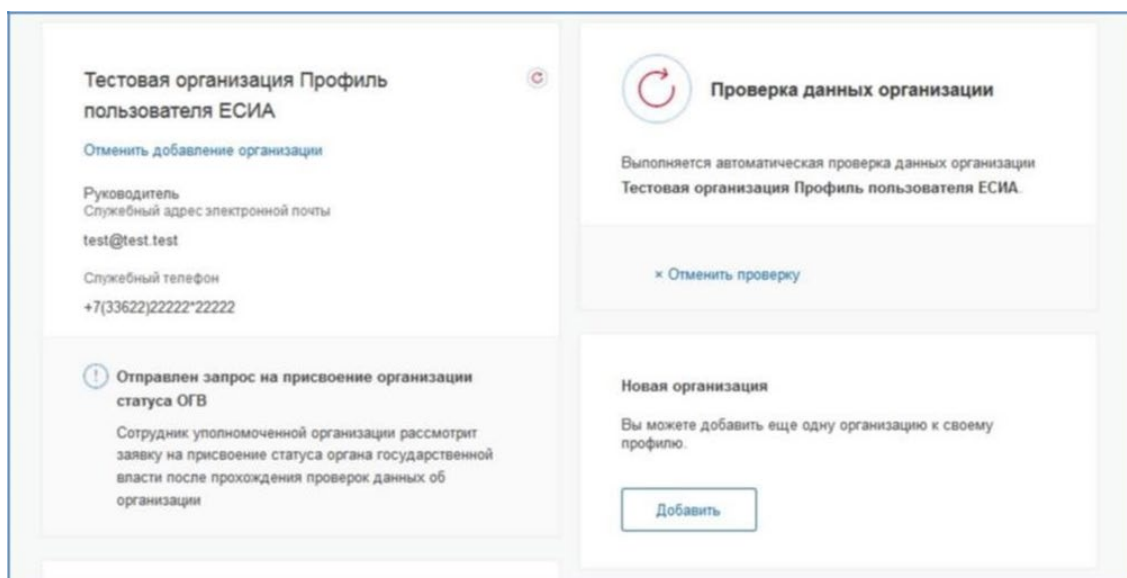 Тестовая организация Профиль
пользователя ЕСИА
Отменить добавление организации
Руководитель
Служебный адрес электронной почты
test@test.test
Служебный телефон
+7(33622)22222*22222
Отправлен запрос на присвоение организации
статуса ОГВ
Сотрудник уполномоченной организации рассмотрит
заявку на присвоение статуса органа государственной
власти после прохождения проверок данных об
организации
Проверка данных организации
Выполняется автоматическая проверка данных организации
Тестовая организация Профиль пользователя ЕСИА.
× Отменить проверку
Новая организация
Вы можете добавить еще одну организацию к своему
профилю.
Добавить